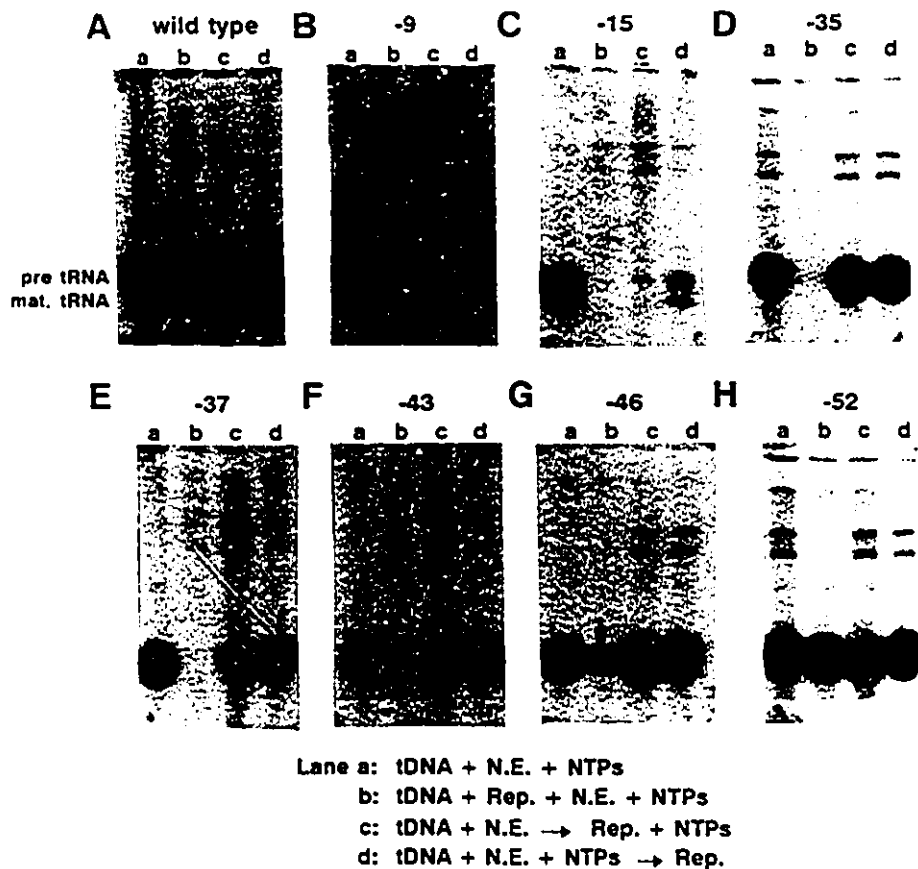 A wild type B -9 C -15 D -35
a b c d a b c d a b c d a b c d
pre tRNA
mat. tRNA
E -37 F -43 G -46 H -52
a b c d a b c d a b c d a b c d
Lane a: tDNA + N.E. + NTPs
b: tDNA + Rep. + N.E. + NTPs
c: tDNA + N.E. → Rep. + NTPs
d: tDNA + N.E. + NTPs → Rep.